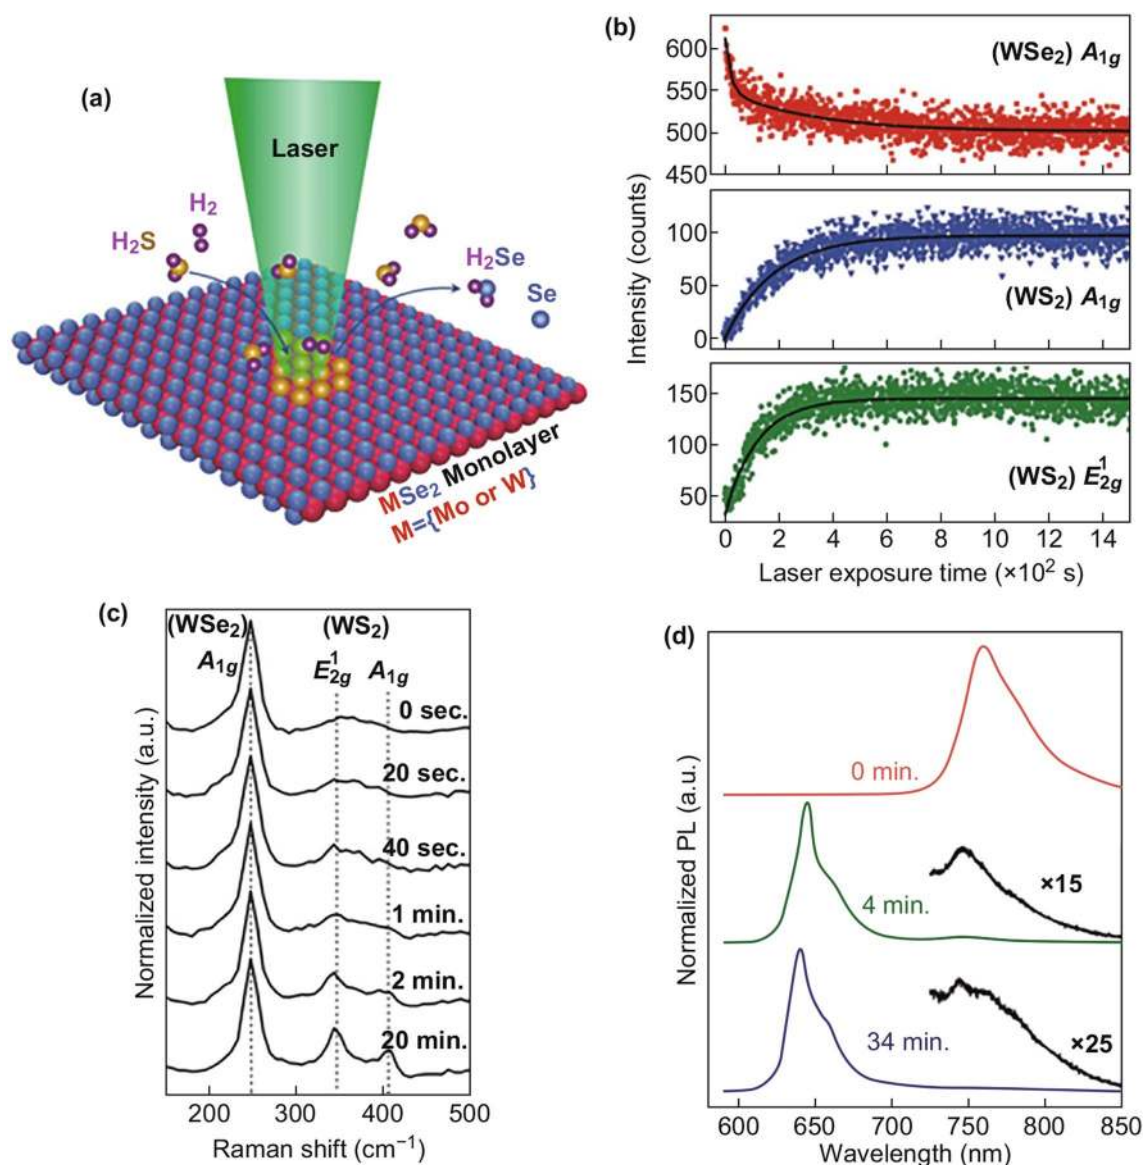 (a)
Laser
H2
H2S
H2Se
Se
MSe2 Monolayer
M={Mo or W}
(b)
(WSe2) A1g
600
550
500
450
Intensity (counts)
100
50
0
(WS2) A1g
150
100
50
(WS2) E12g
0 2 4 6 8 10 12 14
Laser exposure time (×10² s)
(c)
(WSe2) (WS2)
A1g E12g A1g
0 sec.
20 sec.
40 sec.
1 min.
2 min.
20 min.
Normalized intensity (a.u.)
200 300 400 500
Raman shift (cm⁻¹)
(d)
0 min.
×15
4 min.
34 min.
×25
Normalized PL (a.u.)
600 650 700 750 800 850
Wavelength (nm)